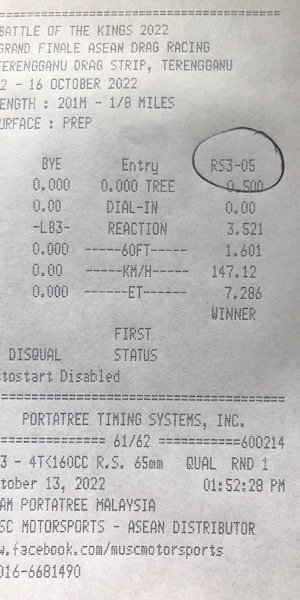 =====================================
BATTLE OF THE KINGS 2022
GRAND FINALE ASEAN DRAG RACING
TERENGGANU DRAG STRIP, TERENGGANU
2 - 16 OCTOBER 2022
ENGTH : 201M - 1/8 MILES
URFACE : PREP
=====================================
BYE Entry RS3-05
0.000 0.000 TREE 0.500
0.00 DIAL-IN 0.00
-LB3- REACTION 3.521
0.000 ------60FT----- 1.601
0.00 -----KM/H------ 147.12
0.000 ------ET------- 7.286
WINNER
FIRST
DISQUAL STATUS
tostart Disabled
=====================================
PORTATREE TIMING SYSTEMS, INC.
============= 61/62 ===========600214
3 - 4T<160CC R.S. 65mm QUAL RND 1
tober 13, 2022 01:52:28 PM
AM PORTATREE MALAYSIA
SC MOTORSPORTS - ASEAN DISTRIBUTOR
w.facebook.com/muscmotorsports
016-6681490